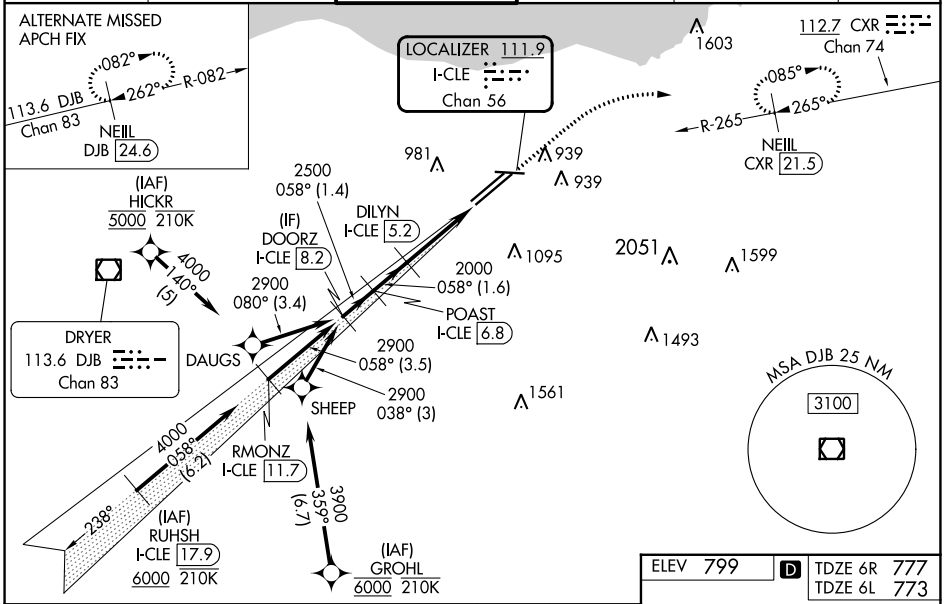 ALTERNATE MISSED
APCH FIX
082°
R-082
262°
113.6 DJB
Chan 83
NEIIL
DJB 24.6
LOCALIZER 111.9
I-CLE
Chan 56
1603
112.7 CXR
Chan 74
085°
265°
R-265
NEIIL
CXR 21.5
981
939
939
2500
058° (1.4)
(IAF)
HICKR
5000 210K
4000
140°
(5)
(IF)
DOORZ
I-CLE 8.2
DILYN
I-CLE 5.2
1095
2051
1599
2900
080° (3.4)
2000
058° (1.6)
POAST
I-CLE 6.8
1493
DRYER
113.6 DJB
Chan 83
DAUGS
2900
058° (3.5)
2900
038° (3)
SHEEP
1561
MSA DJB 25 NM
3100
RMONZ
I-CLE 11.7
4000
058°
(6.2)
238°
(IAF)
RUHSH
I-CLE 17.9
6000 210K
3900
359°
(6.7)
(IAF)
GROHL
6000 210K
ELEV 799
D
TDZE 6R 777
TDZE 6L 773